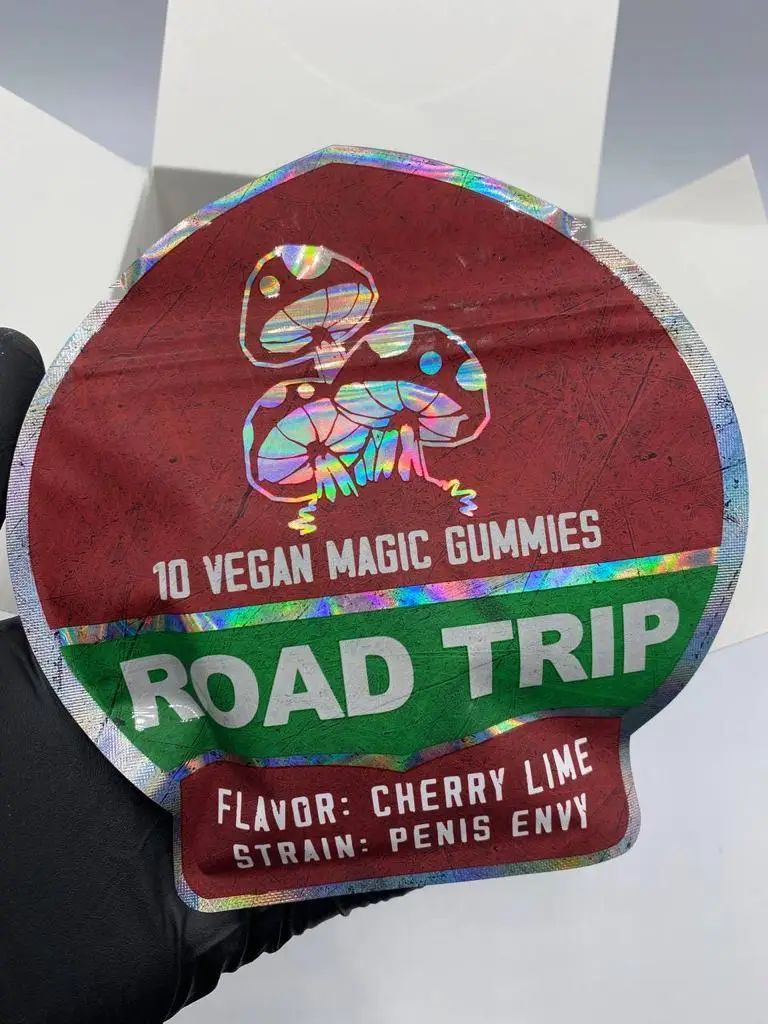 10 VEGAN MAGIC GUMMIES
ROAD TRIP
FLAVOR: CHERRY LIME
STRAIN: PENIS ENVY